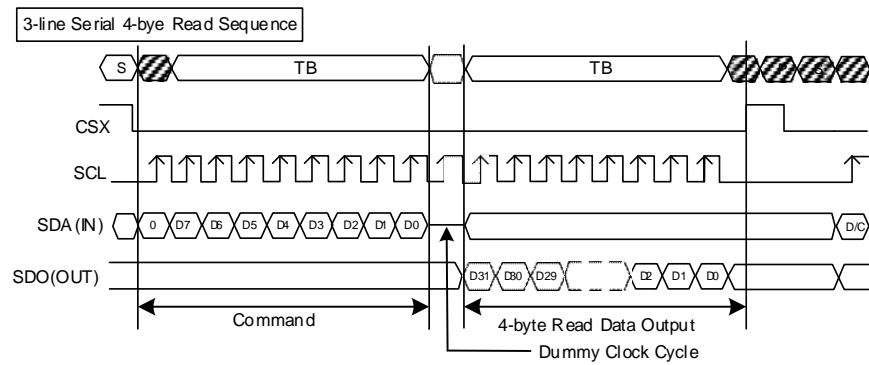 3-line Serial 4-bye Read Sequence
S TB TB P S
CSX
SCL
SDA(IN) 0 D7 D6 D5 D4 D3 D2 D1 D0 D/C
SDO(OUT) D31 D30 D29 D2 D1 D0
Command 4-byte Read Data Output
Dummy Clock Cycle